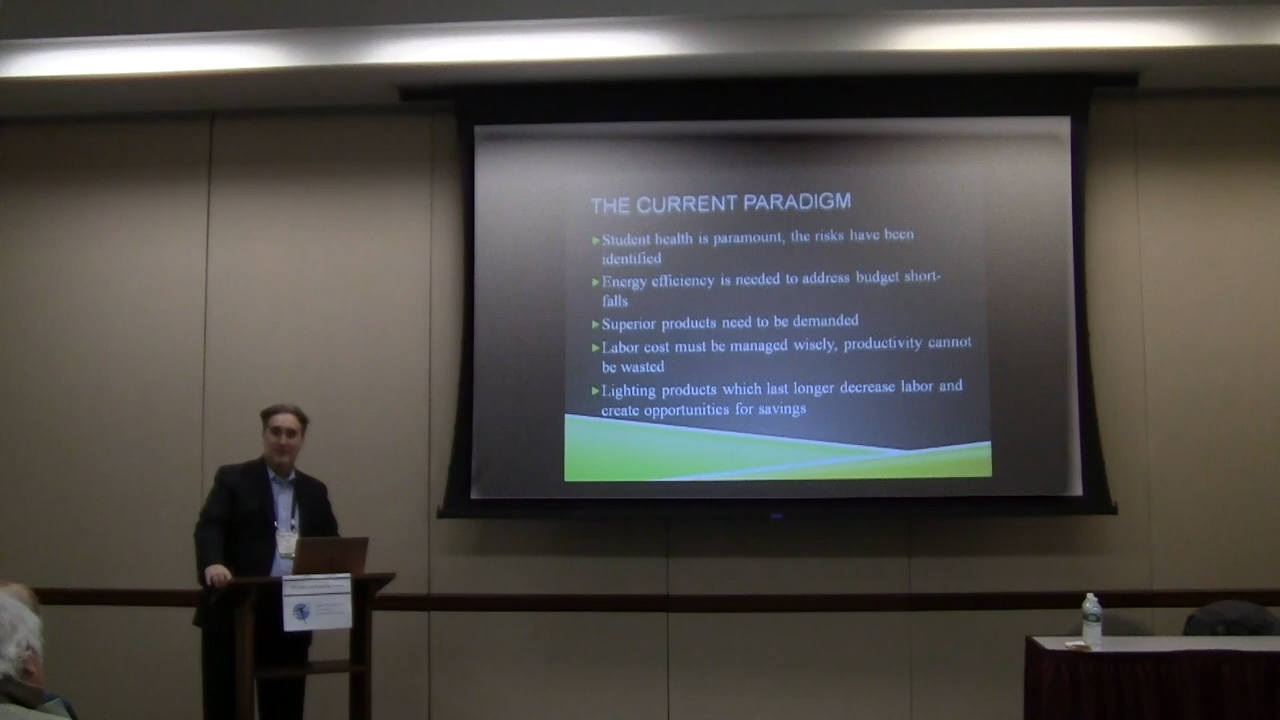 THE CURRENT PARADIGM
Student health is paramount, the risks have been
identified
Energy efficiency is needed to address budget short-
falls
Superior products need to be demanded
Labor cost must be managed wisely, productivity cannot
be wasted
Lighting products which last longer decrease labor and
create opportunities for savings